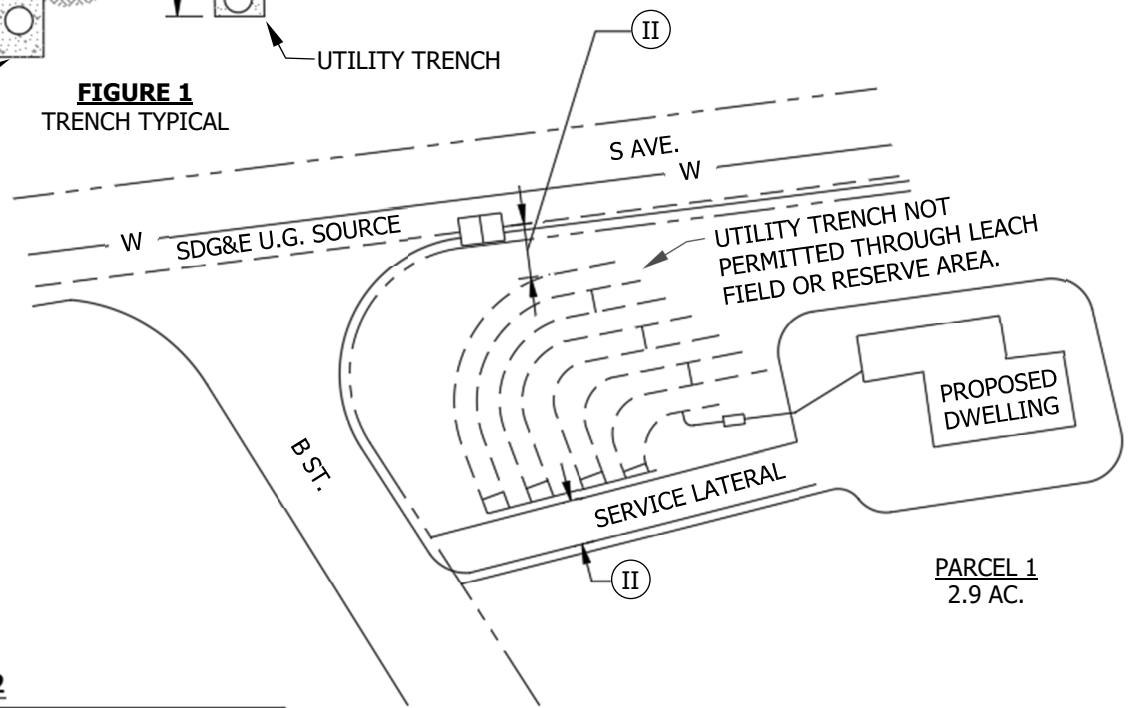 II
UTILITY TRENCH
FIGURE 1
TRENCH TYPICAL
S AVE.
W
W
SDG&E U.G. SOURCE
UTILITY TRENCH NOT
PERMITTED THROUGH LEACH
FIELD OR RESERVE AREA.
PROPOSED
DWELLING
B ST.
SERVICE LATERAL
II
PARCEL 1
2.9 AC.
2